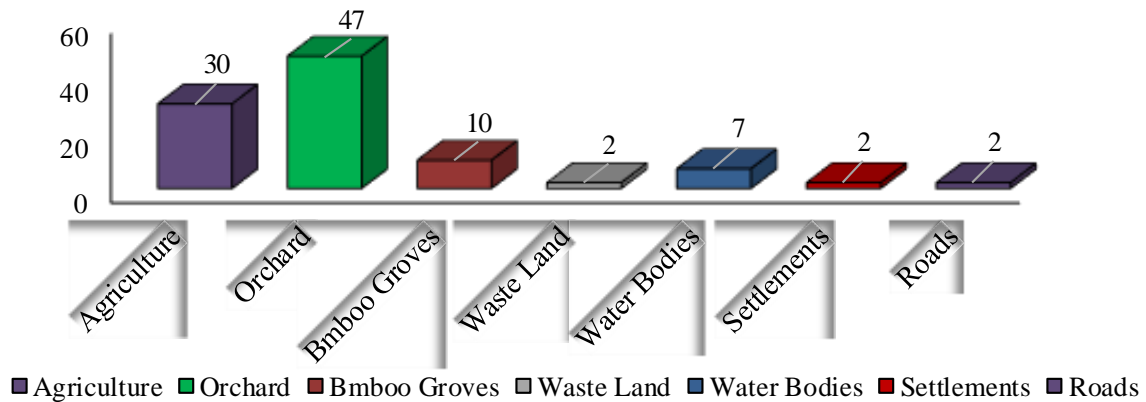 60
40
20
0
30
47
10
2
7
2
2
Agriculture
Orchard
Bmboo Groves
Waste Land
Water Bodies
Settlements
Roads
Agriculture Orchard Bmboo Groves Waste Land Water Bodies Settlements Roads